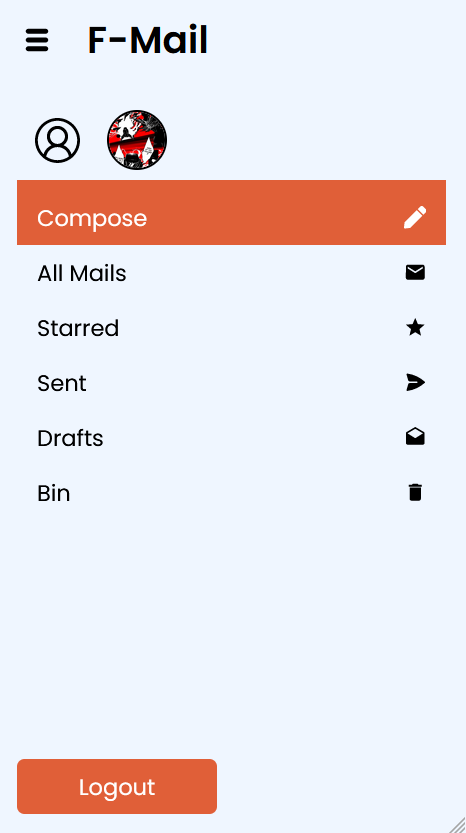 F-Mail
Compose
All Mails
Starred
Sent
Drafts
Bin
Logout